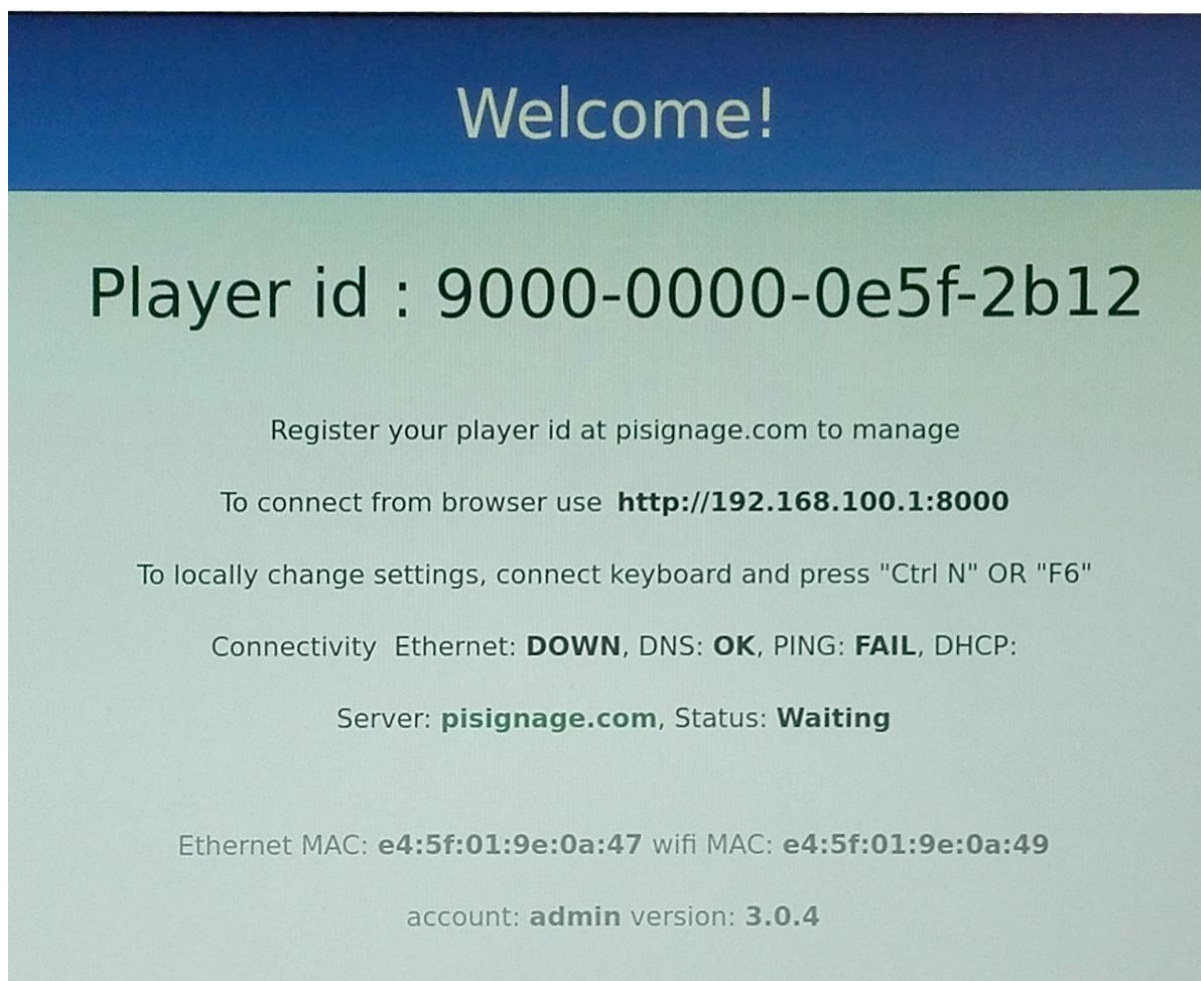 Welcome!
Player id : 9000-0000-0e5f-2b12
Register your player id at pisignage.com to manage
To connect from browser use http://192.168.100.1:8000
To locally change settings, connect keyboard and press "Ctrl N" OR "F6"
Connectivity Ethernet: DOWN, DNS: OK, PING: FAIL, DHCP:
Server: pisignage.com, Status: Waiting
Ethernet MAC: e4:5f:01:9e:0a:47 wifi MAC: e4:5f:01:9e:0a:49
account: admin version: 3.0.4